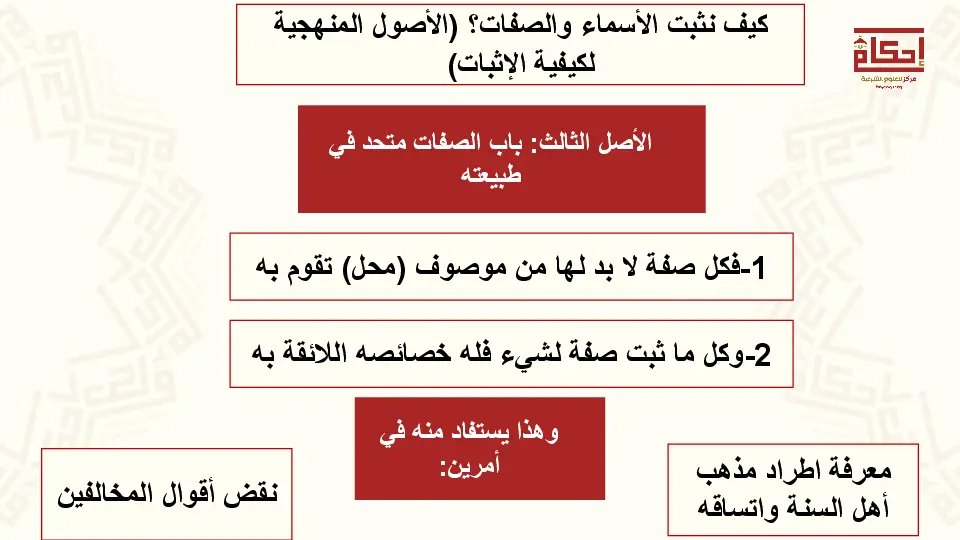 كيف نثبت الأسماء والصفات؟ (الأصول المنهجية
لكيفية الإثبات)
إحكام
مركز للعلوم الشرعية
الأصل الثالث: باب الصفات متحد في
طبيعته
1-فكل صفة لا بد لها من موصوف (محل) تقوم به
2-وكل ما ثبت صفة لشيء فله خصائصه اللائقة به
وهذا يستفاد منه في
أمرين:
معرفة اطراد مذهب
أهل السنة واتساقه
نقض أقوال المخالفين